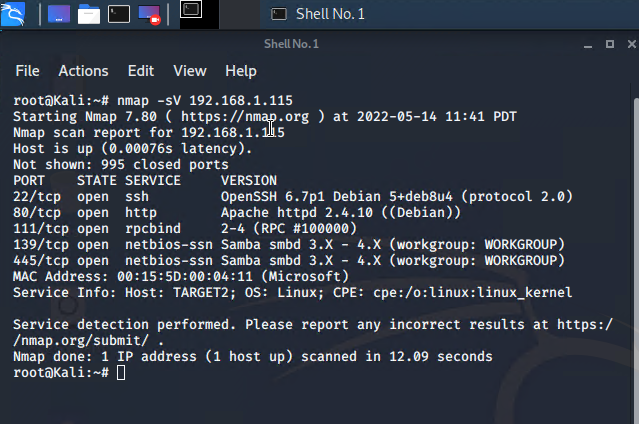 Shell No. 1
Shell No. 1
File Actions Edit View Help
root@Kali:~# nmap -sV 192.168.1.115
Starting Nmap 7.80 ( https://nmap.org ) at 2022-05-14 11:41 PDT
Nmap scan report for 192.168.1.115
Host is up (0.00076s latency).
Not shown: 995 closed ports
PORT    STATE SERVICE     VERSION
22/tcp  open  ssh         OpenSSH 6.7p1 Debian 5+deb8u4 (protocol 2.0)
80/tcp  open  http        Apache httpd 2.4.10 ((Debian))
111/tcp open  rpcbind     2-4 (RPC #100000)
139/tcp open  netbios-ssn Samba smbd 3.X - 4.X (workgroup: WORKGROUP)
445/tcp open  netbios-ssn Samba smbd 3.X - 4.X (workgroup: WORKGROUP)
MAC Address: 00:15:5D:00:04:11 (Microsoft)
Service Info: Host: TARGET2; OS: Linux; CPE: cpe:/o:linux:linux_kernel
Service detection performed. Please report any incorrect results at https:/
/nmap.org/submit/ .
Nmap done: 1 IP address (1 host up) scanned in 12.09 seconds
root@Kali:~#